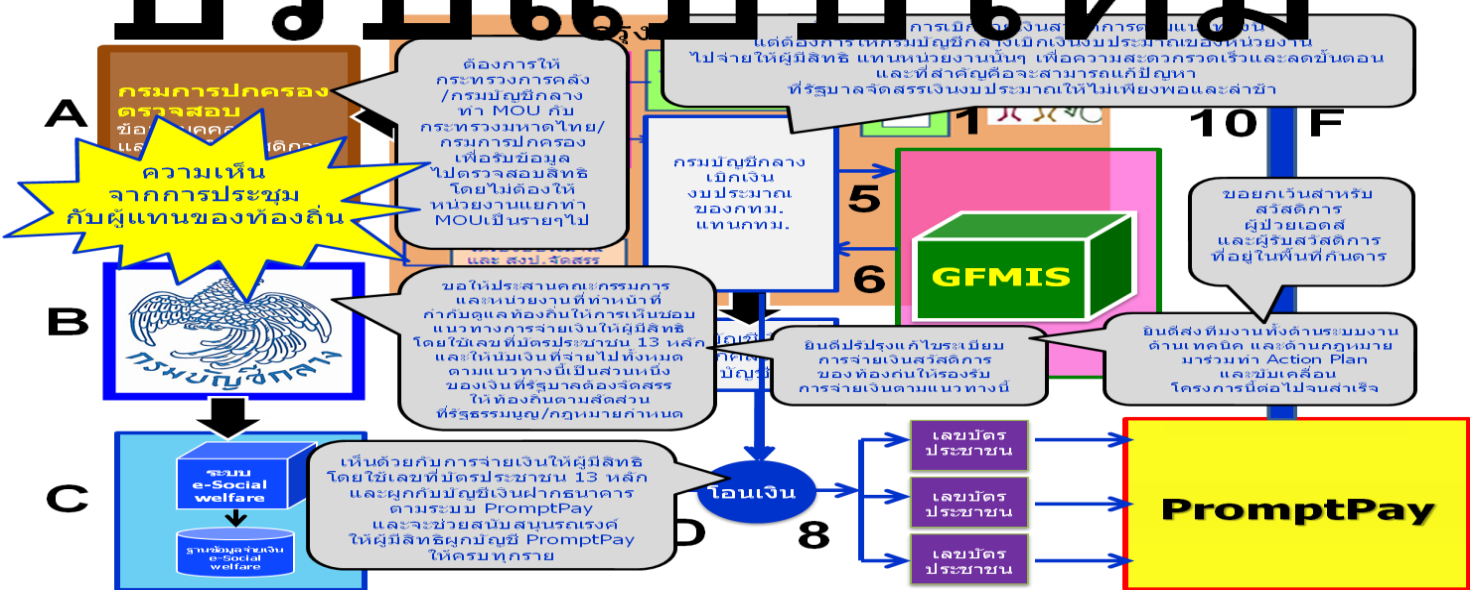 การเบิก
แต่ต้องการให้กรมบัญชีกลางเบิกเงินงบประมาณของหน่วยงาน
ไปจ่ายให้ผู้มีสิทธิ แทนหน่วยงานนั้นๆ เพื่อความสะดวกรวดเร็วและลดขั้นตอน
และที่สำคัญคือจะสามารถแก้ปัญหา
ที่รัฐบาลจัดสรรเงินงบประมาณให้ไม่เพียงพอและล่าช้า
ต้องการให้
กระทรวงการคลัง
/กรมบัญชีกลาง
ทำ MOU กับ
กระทรวงมหาดไทย/
กรมการปกครอง
เพื่อรับข้อมูล
ไปตรวจสอบสิทธิ
โดยไม่ต้องให้
หน่วยงานแยกทำ
MOUเป็นรายๆไป
A
กรมการปกครอง
ตรวจสอบ
ความเห็น
จากการประชุม
กับผู้แทนของท้องถิ่น
1
10
F
กรมบัญชีกลาง
เบิกเงิน
งบประมาณ
ของกทม.
แทนกทม.
5
6
GFMIS
ขอยกเว้นสำหรับ
สวัสดิการ
ผู้ป่วยเอดส์
และผู้รับสวัสดิการ
ที่อยู่ในพื้นที่กันดาร
และ สงป.จัดสรร
B
กรมบัญชีกลาง
ขอให้ประสานคณะกรรมการ
และหน่วยงานที่ทำหน้าที่
กำกับดูแลท้องถิ่นให้การเห็นชอบ
แนวทางการจ่ายเงินให้ผู้มีสิทธิ
โดยใช้เลขที่บัตรประชาชน 13 หลัก
และให้นับเงินที่จ่ายไปทั้งหมด
ตามแนวทางนี้เป็นส่วนหนึ่ง
ของเงินที่รัฐบาลต้องจัดสรร
ให้ท้องถิ่นตามสัดส่วน
ที่รัฐธรรมนูญ/กฎหมายกำหนด
ยินดีปรับปรุงแก้ไขระเบียบ
การจ่ายเงินสวัสดิการ
ของท้องถิ่นให้รองรับ
การจ่ายเงินตามแนวทางนี้
ยินดีส่งทีมงานทั้งด้านระบบงาน
ด้านเทคนิค และด้านกฎหมาย
มาร่วมทำ Action Plan
และขับเคลื่อน
โครงการนี้ต่อไปจนสำเร็จ
C
ระบบ
e-Social
welfare
ฐานข้อมูลจ่ายเงิน
e-Social
welfare
เห็นด้วยกับการจ่ายเงินให้ผู้มีสิทธิ
โดยใช้เลขที่บัตรประชาชน 13 หลัก
และผูกกับบัญชีเงินฝากธนาคาร
ตามระบบ PromptPay
และจะช่วยสนับสนุนรณรงค์
ให้ผู้มีสิทธิผูกบัญชี PromptPay
ให้ครบทุกราย
โอนเงิน
D
8
เลขบัตร
ประชาชน
เลขบัตร
ประชาชน
เลขบัตร
ประชาชน
PromptPay